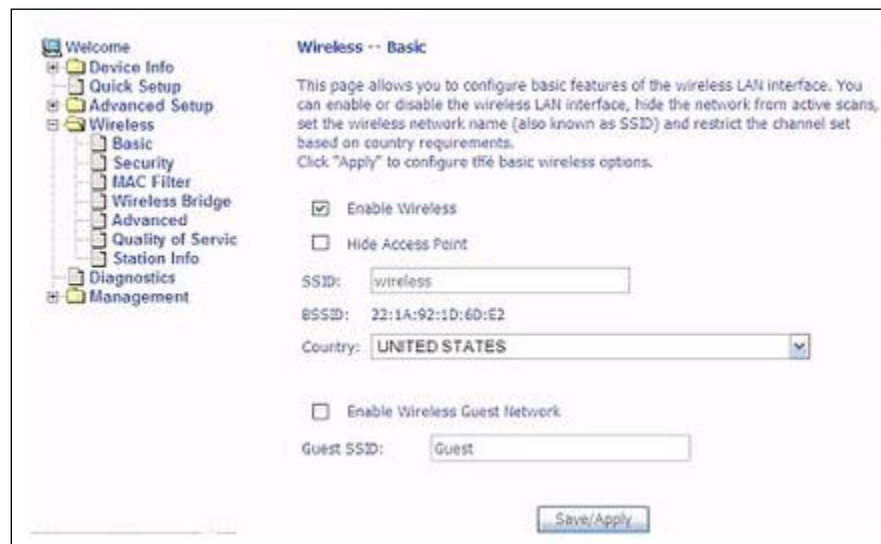 Welcome
Device Info
Quick Setup
Advanced Setup
Wireless
Basic
Security
MAC Filter
Wireless Bridge
Advanced
Quality of Servic
Station Info
Diagnostics
Management
Wireless -- Basic
This page allows you to configure basic features of the wireless LAN interface. You
can enable or disable the wireless LAN interface, hide the network from active scans,
set the wireless network name (also known as SSID) and restrict the channel set
based on country requirements.
Click "Apply" to configure the basic wireless options.
Enable Wireless
Hide Access Point
SSID: wireless
BSSID: 22:1A:92:1D:6D:E2
Country: UNITED STATES
Enable Wireless Guest Network
Guest SSID: Guest
Save/Apply